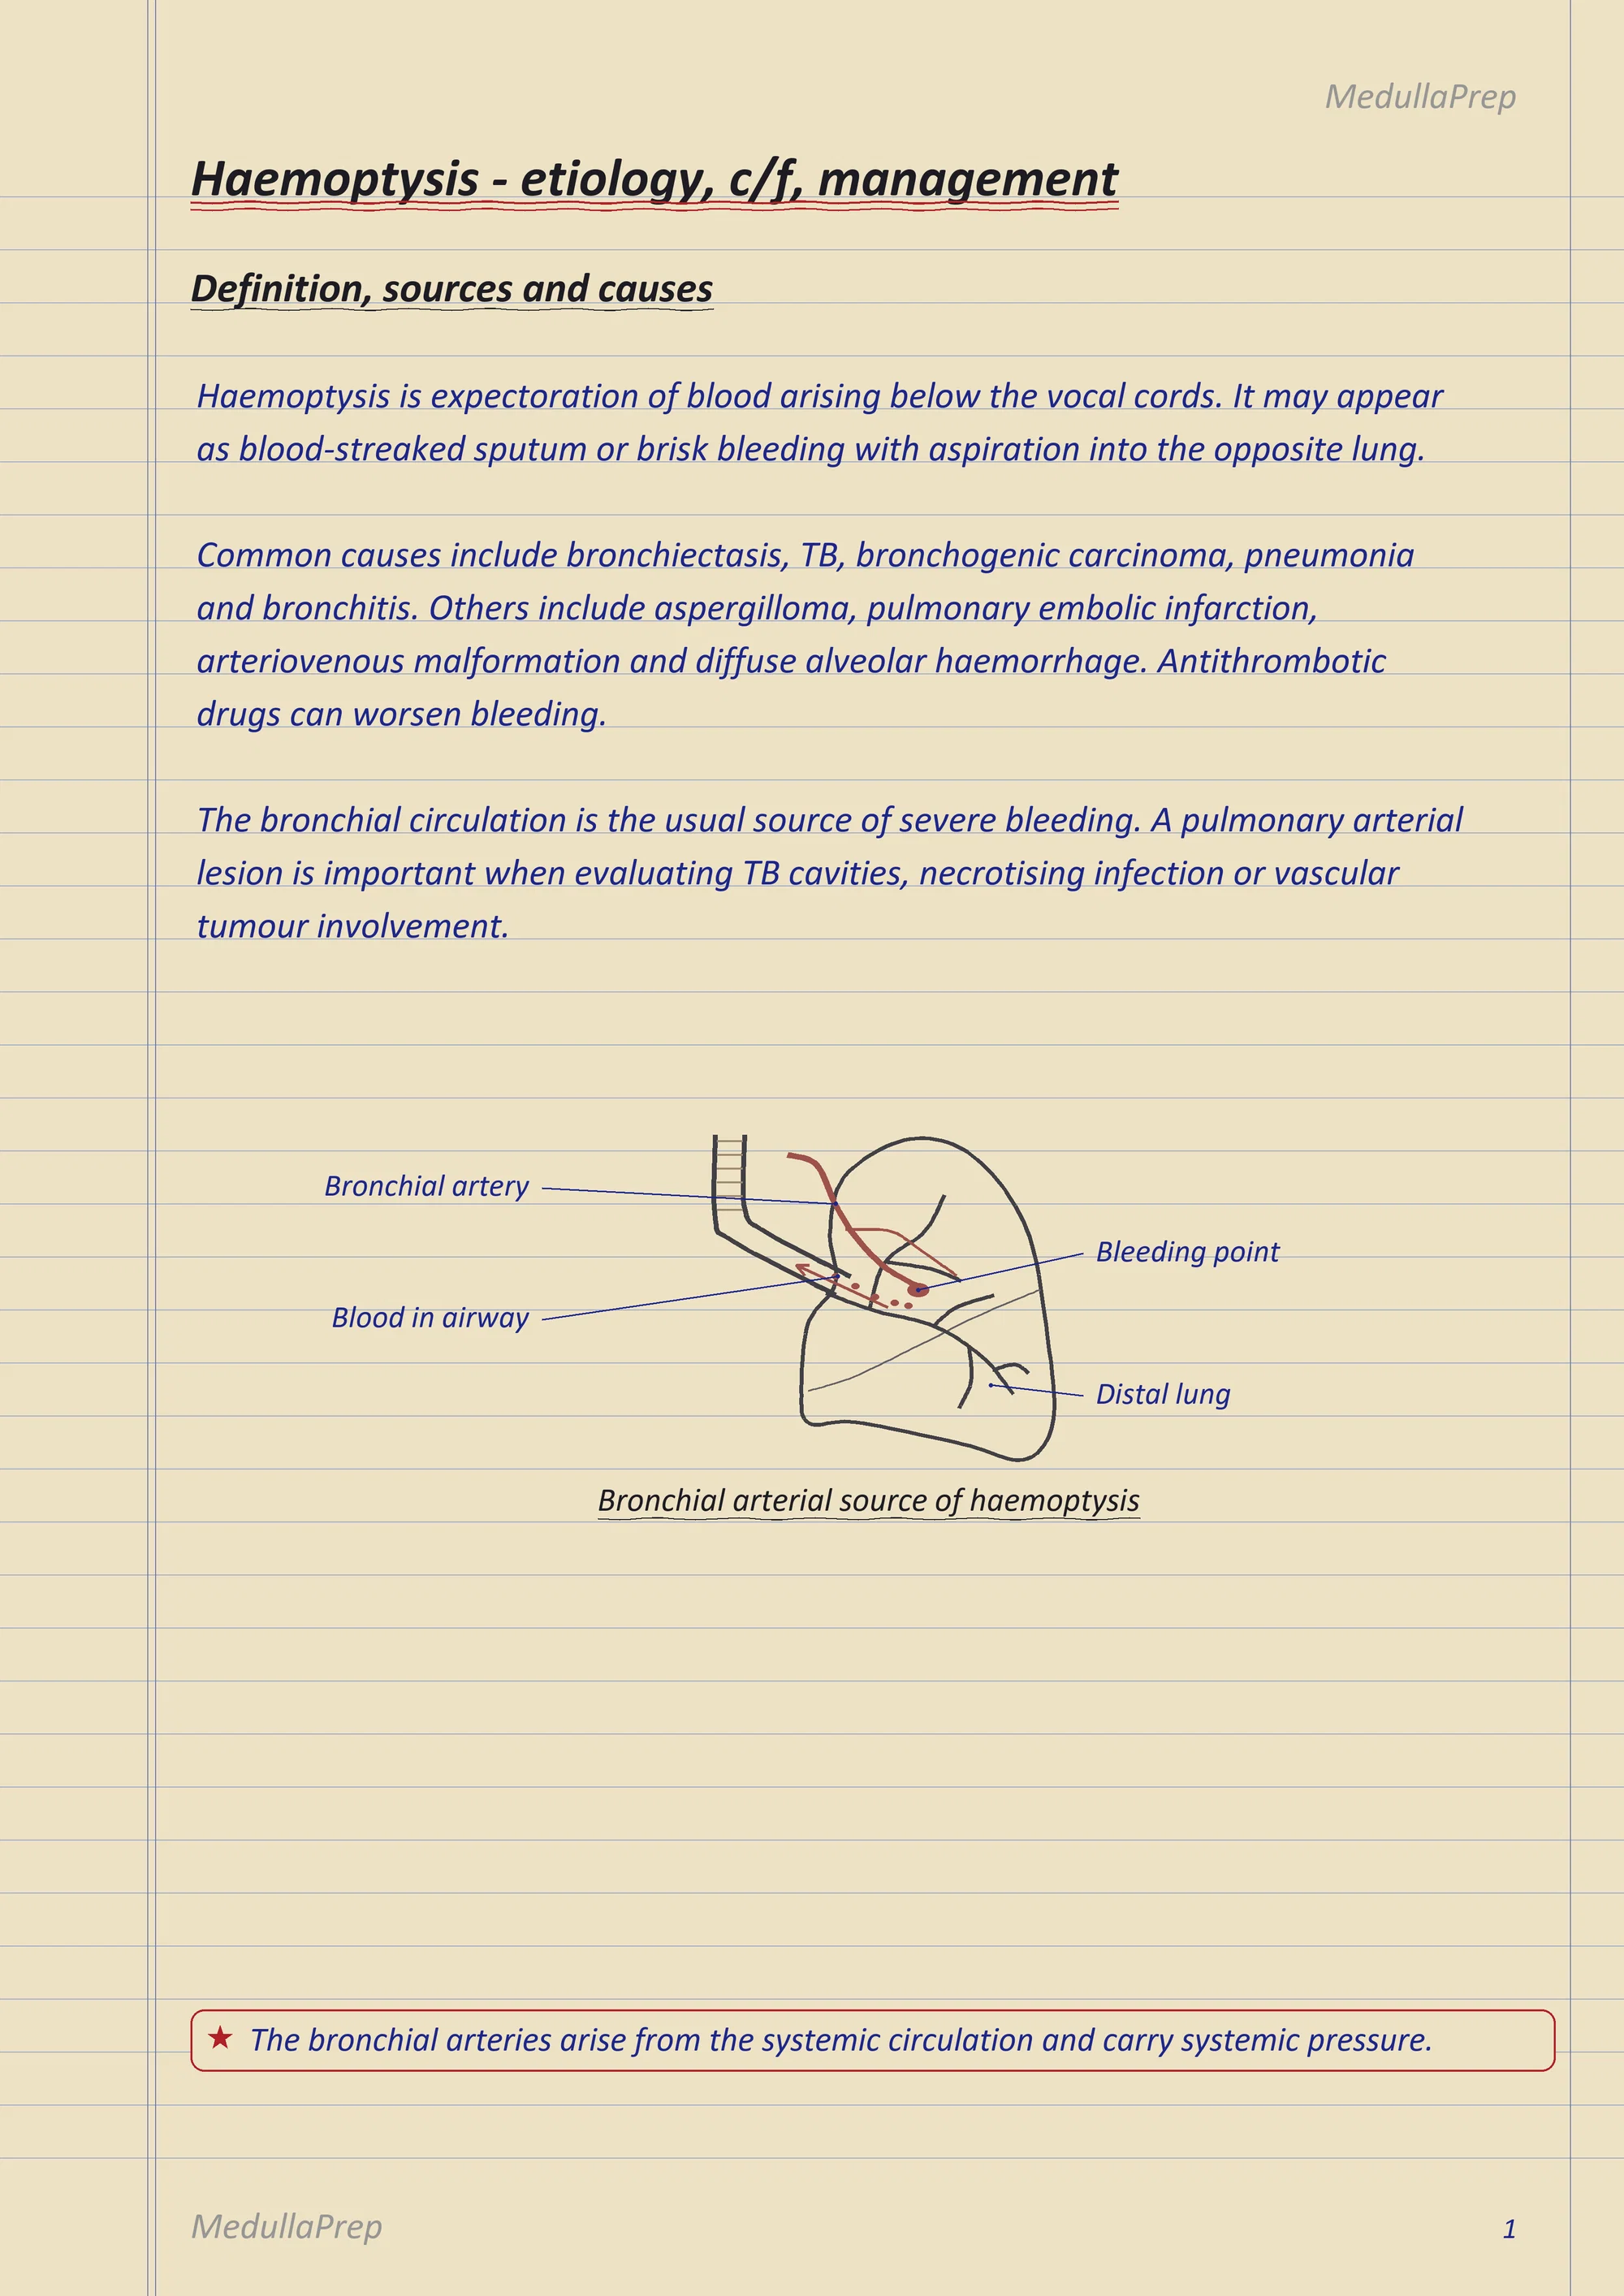 MedullaPrep
Haemoptysis - etiology, c/f, management
Definition, sources and causes
Haemoptysis is expectoration of blood arising below the vocal cords. It may appear
as blood-streaked sputum or brisk bleeding with aspiration into the opposite lung.
Common causes include bronchiectasis, TB, bronchogenic carcinoma, pneumonia
and bronchitis. Others include aspergilloma, pulmonary embolic infarction,
arteriovenous malformation and diffuse alveolar haemorrhage. Antithrombotic
drugs can worsen bleeding.
The bronchial circulation is the usual source of severe bleeding. A pulmonary arterial
lesion is important when evaluating TB cavities, necrotising infection or vascular
tumour involvement.
Bronchial artery
Bleeding point
Blood in airway
Distal lung
Bronchial arterial source of haemoptysis
★ The bronchial arteries arise from the systemic circulation and carry systemic pressure.
MedullaPrep
1